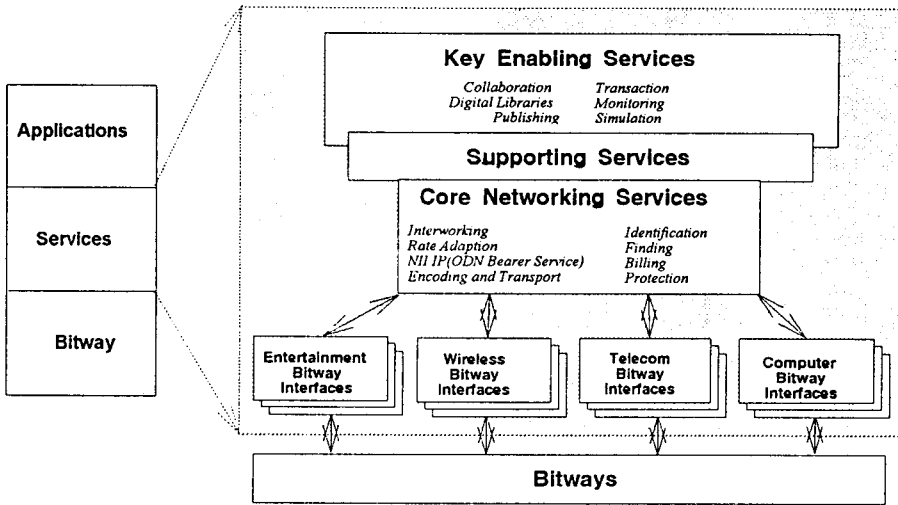 Applications
Services
Bitway
Key Enabling Services
Collaboration Transaction
Digital Libraries Monitoring
Publishing Simulation
Supporting Services
Core Networking Services
Interworking Identification
Rate Adaption Finding
NII IP(ODN Bearer Service) Billing
Encoding and Transport Protection
Entertainment
Bitway
Interfaces
Wireless
Bitway
Interfaces
Telecom
Bitway
Interfaces
Computer
Bitway
Interfaces
Bitways